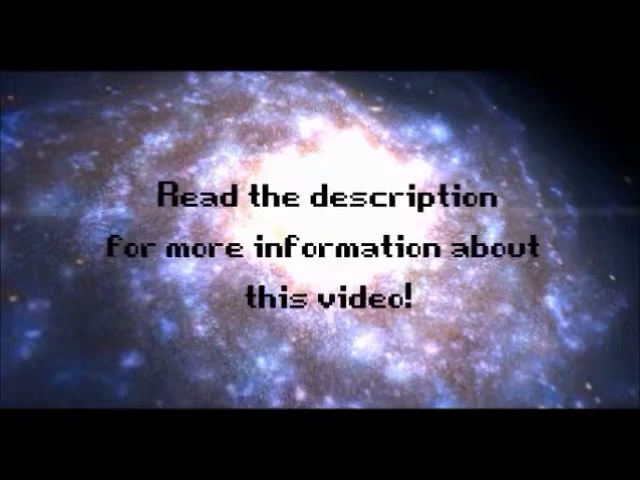 Read the description
for more information about
this video!